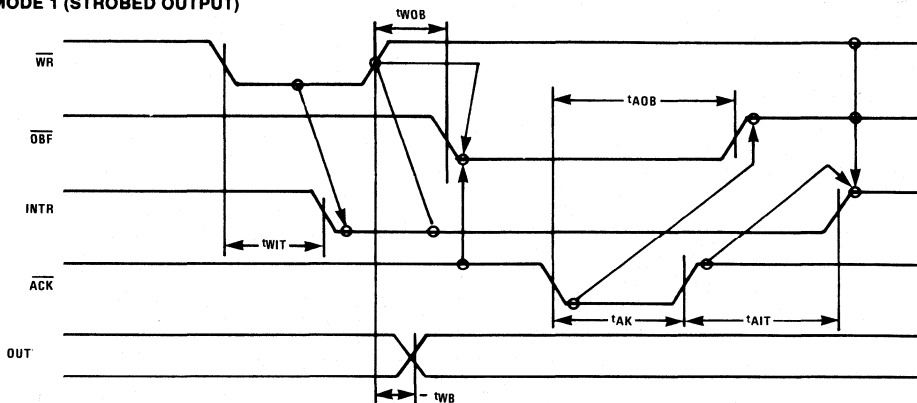 MODE 1 (STROBED OUTPUT)
tWOB
WR
tAOB
OBF
INTR
tWIT
ACK
tAK
tAIT
OUT
tWB